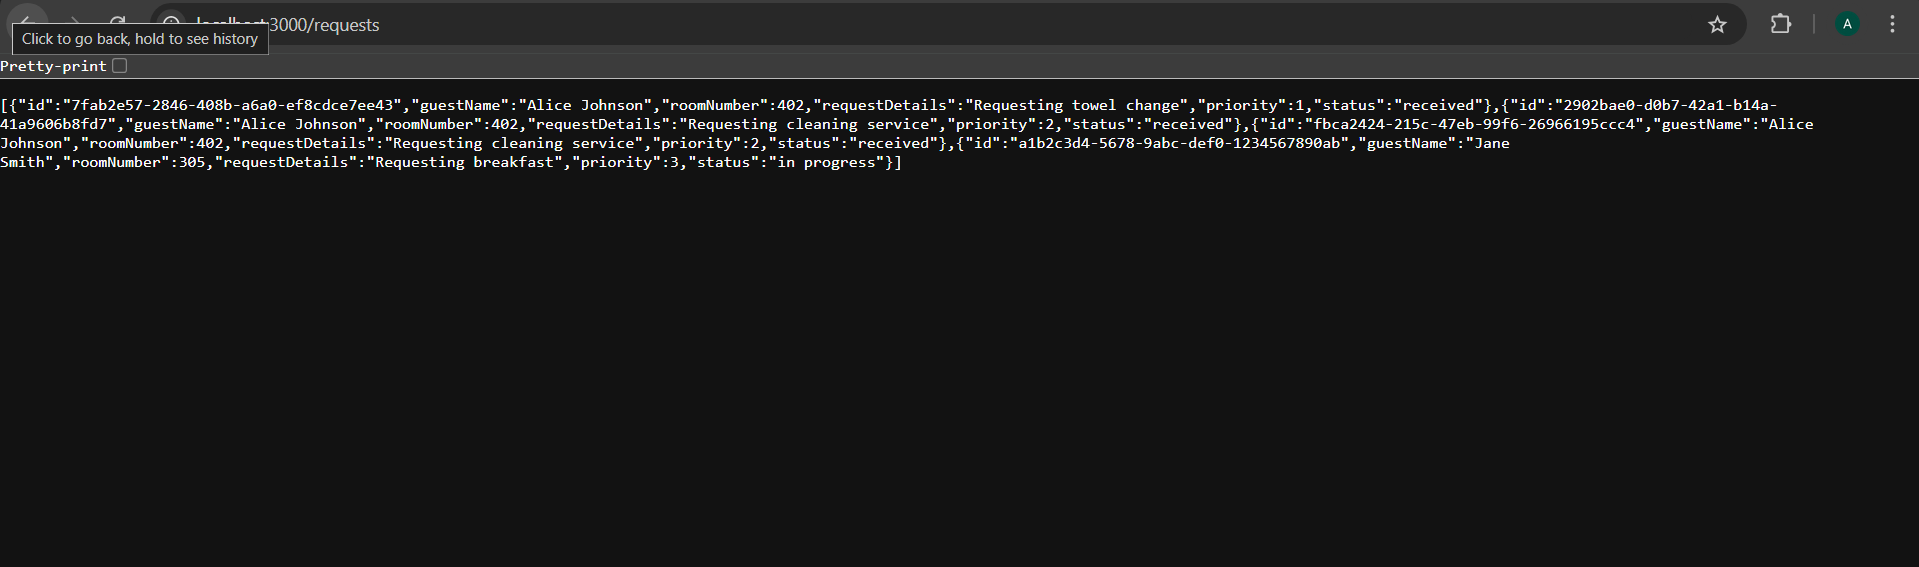 :3000/requests
A
Click to go back, hold to see history
Pretty-print
[{"id":"7fab2e57-2846-408b-a6a0-ef8cdce7ee43","guestName":"Alice Johnson","roomNumber":402,"requestDetails":"Requesting towel change","priority":1,"status":"received"},{"id":"2902bae0-d0b7-42a1-b14a-
41a9606b8fd7","guestName":"Alice Johnson","roomNumber":402,"requestDetails":"Requesting cleaning service","priority":2,"status":"received"},{"id":"fbca2424-215c-47eb-99f6-26966195ccc4","guestName":"Alice
Johnson","roomNumber":402,"requestDetails":"Requesting cleaning service","priority":2,"status":"received"},{"id":"a1b2c3d4-5678-9abc-def0-1234567890ab","guestName":"Jane
Smith","roomNumber":305,"requestDetails":"Requesting breakfast","priority":3,"status":"in progress"}]